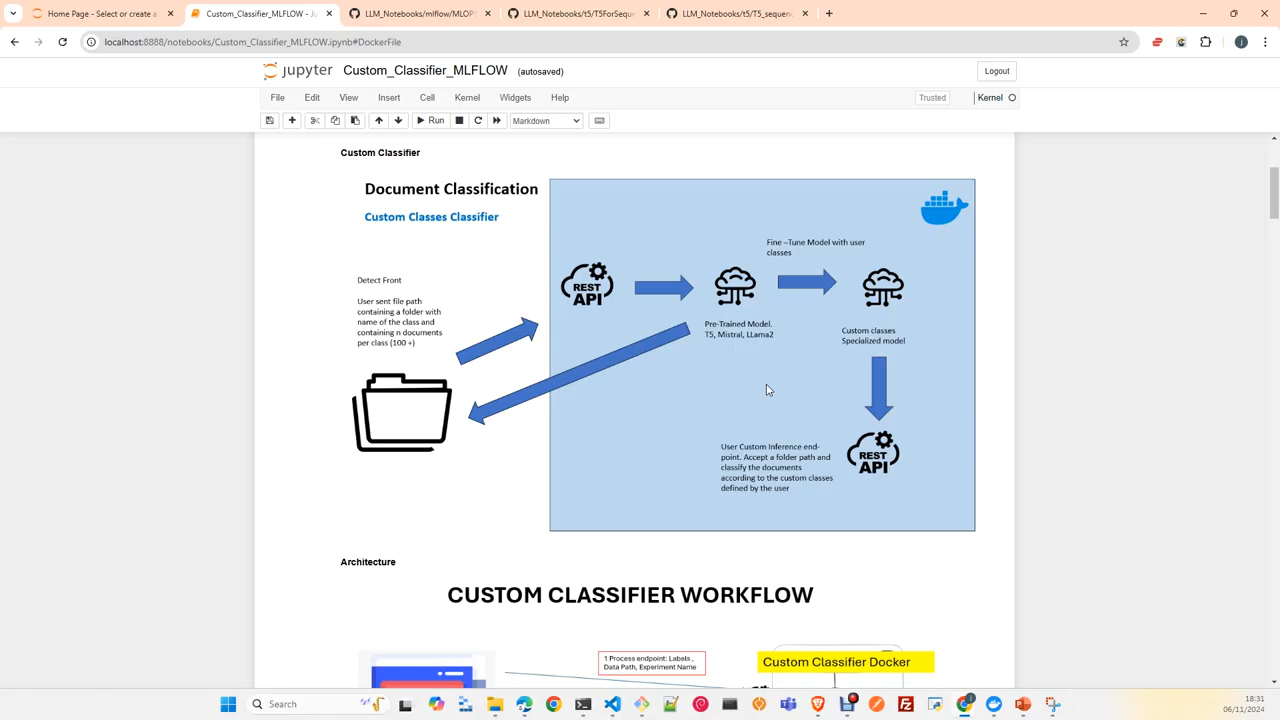 Home Page - Select or create a
Custom_Classifier_MLFLOW - Ju
LLM_Notebooks/mlflow/MLOP
LLM_Notebooks/t5/T5ForSeque
LLM_Notebooks/t5/T5_sequenc
localhost:8888/notebooks/Custom_Classifier_MLFLOW.ipynb#DockerFile
jupyter Custom_Classifier_MLFLOW (autosaved)
Logout
File Edit View Insert Cell Kernel Widgets Help
Trusted
Kernel
Run
Markdown
Custom Classifier
Document Classification
Custom Classes Classifier
Detect Front
User sent file path
containing a folder with
name of the class and
containing n documents
per class (100 +)
REST
API
Pre-Trained Model.
T5, Mistral, LLama2
Fine –Tune Model with user
classes
Custom classes
Specialized model
User Custom Inference end-
point. Accept a folder path and
classify the documents
according to the custom classes
defined by the user
REST
API
Architecture
CUSTOM CLASSIFIER WORKFLOW
1 Process endpoint: Labels ,
Data Path, Experiment Name
Custom Classifier Docker
Search
18:31
06/11/2024